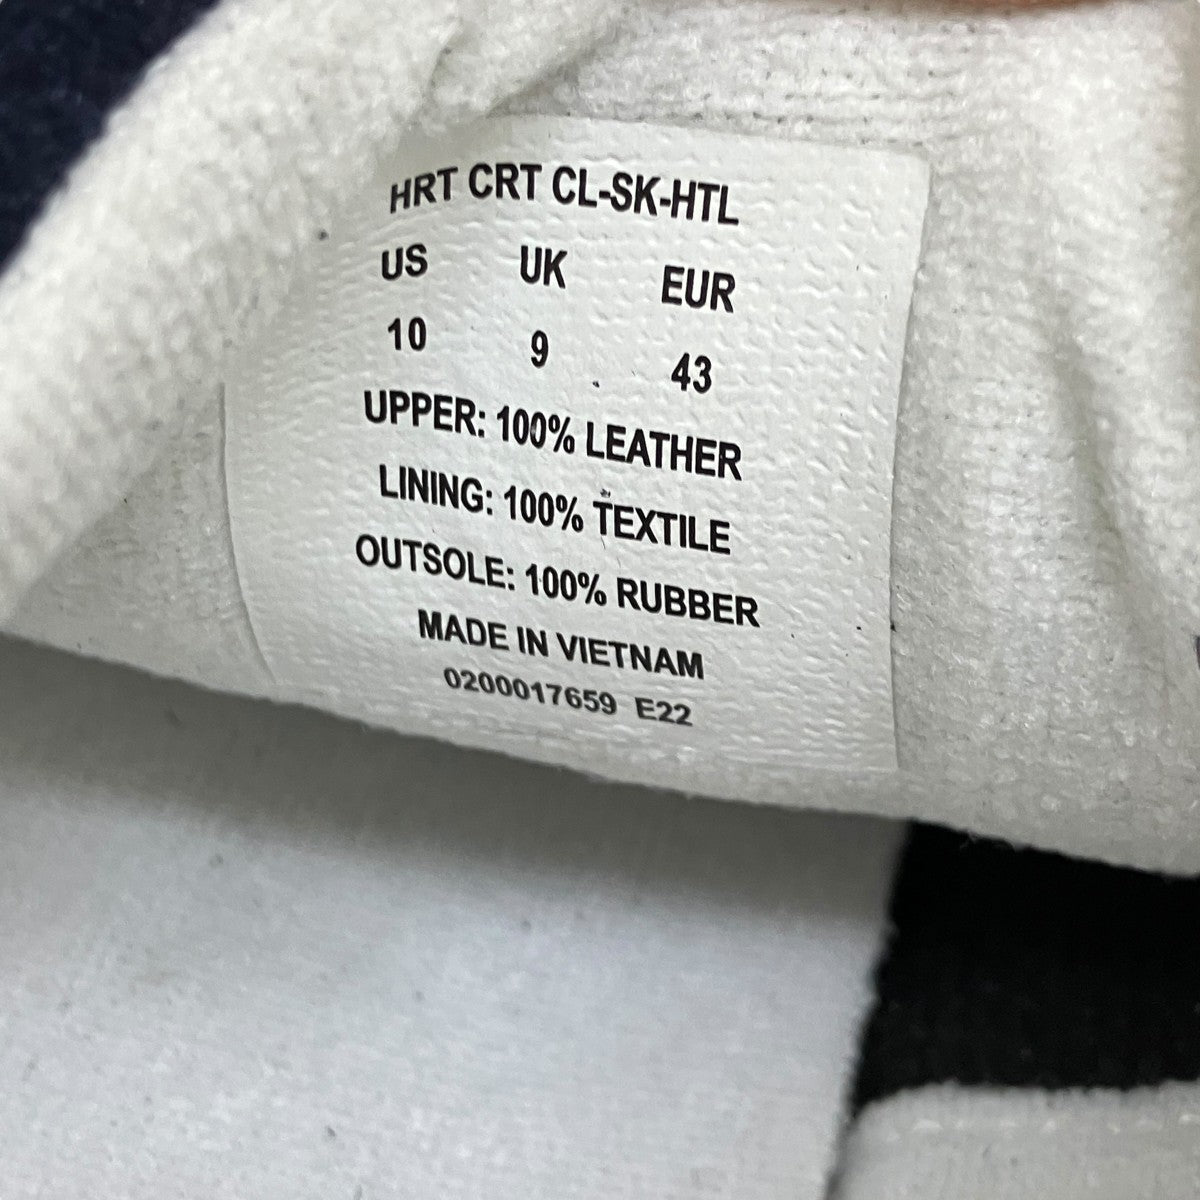 HRT CRT CL-SK-HTL
US UK EUR
10 9 43
UPPER: 100% LEATHER
LINING: 100% TEXTILE
OUTSOLE: 100% RUBBER
MADE IN VIETNAM
0200017659 E22